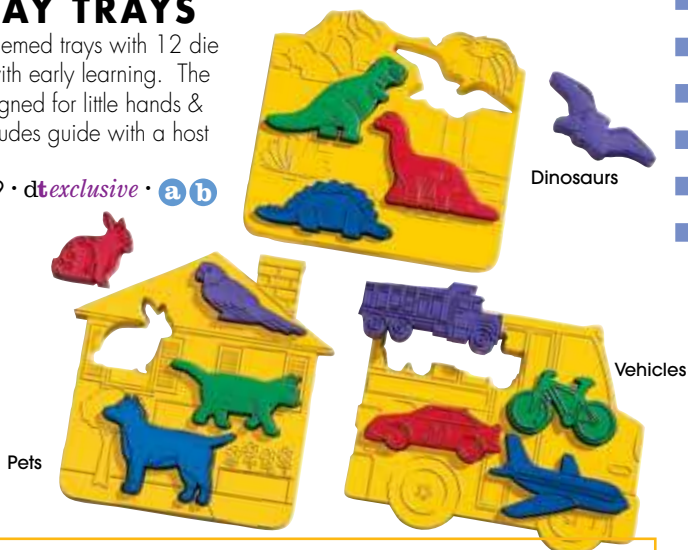 AY TRAYS
emed trays with 12 die
ith early learning. The
gned for little hands &
udes guide with a host
• dtexclusive • a b
Dinosaurs
Vehicles
Pets